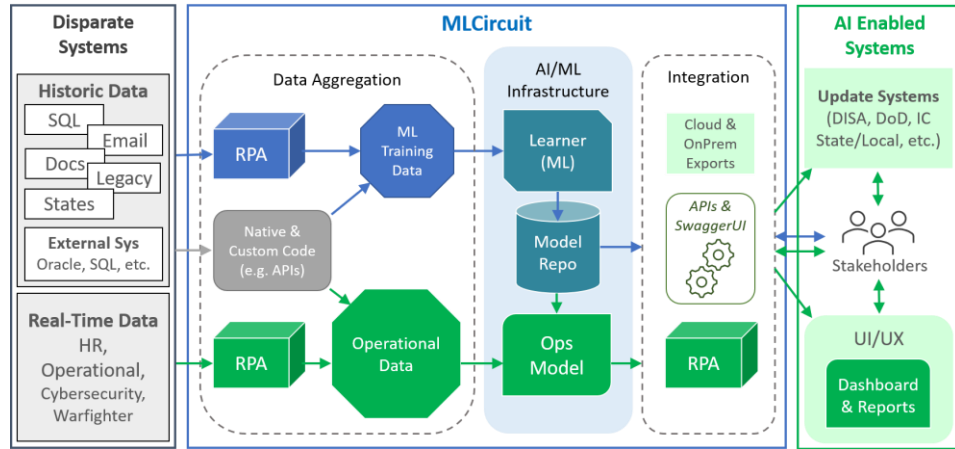 Disparate
Systems
Historic Data
SQL
Email
Docs
Legacy
States
External Sys
Oracle, SQL, etc.
Real-Time Data
HR,
Operational,
Cybersecurity,
Warfighter
MLCircuit
Data Aggregation
RPA
ML
Training
Data
Native &
Custom Code
(e.g. APIs)
RPA
Operational
Data
AI/ML
Infrastructure
Learner
(ML)
Model
Repo
Ops
Model
Integration
Cloud &
OnPrem
Exports
APIs &
SwaggerUI
RPA
AI Enabled
Systems
Update Systems
(DISA, DoD, IC
State/Local, etc.)
Stakeholders
UI/UX
Dashboard
& Reports